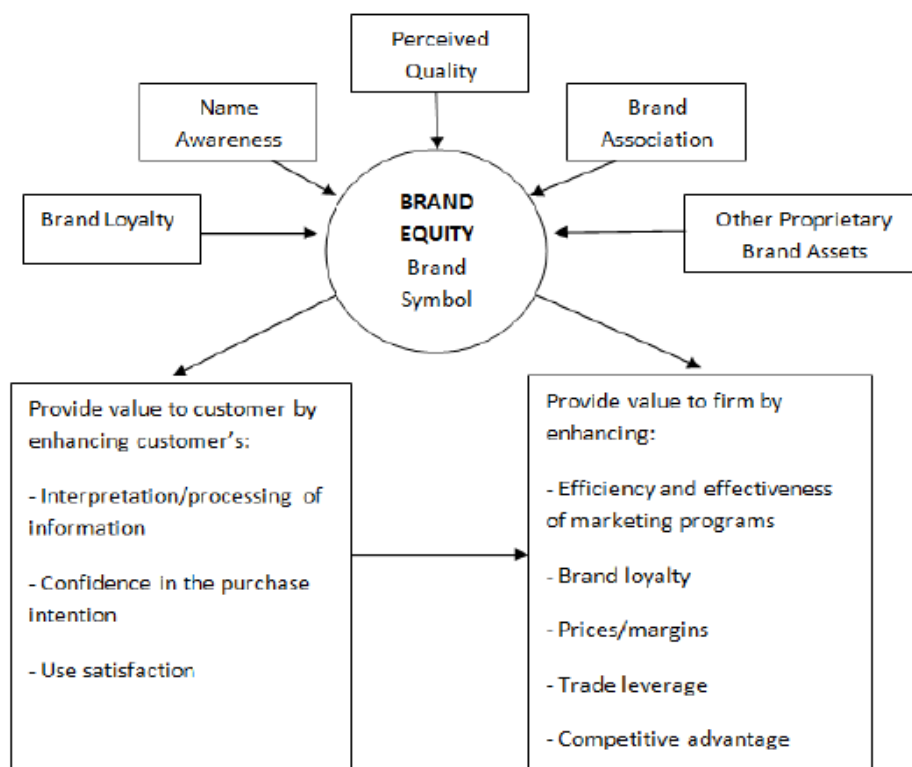 Perceived
Quality
Name
Awareness
Brand
Association
Brand Loyalty
Other Proprietary
Brand Assets
BRAND
EQUITY
Brand
Symbol
Provide value to customer by
enhancing customer's:
- Interpretation/processing of
information
- Confidence in the purchase
intention
- Use satisfaction
Provide value to firm by
enhancing:
- Efficiency and effectiveness
of marketing programs
- Brand loyalty
- Prices/margins
- Trade leverage
- Competitive advantage